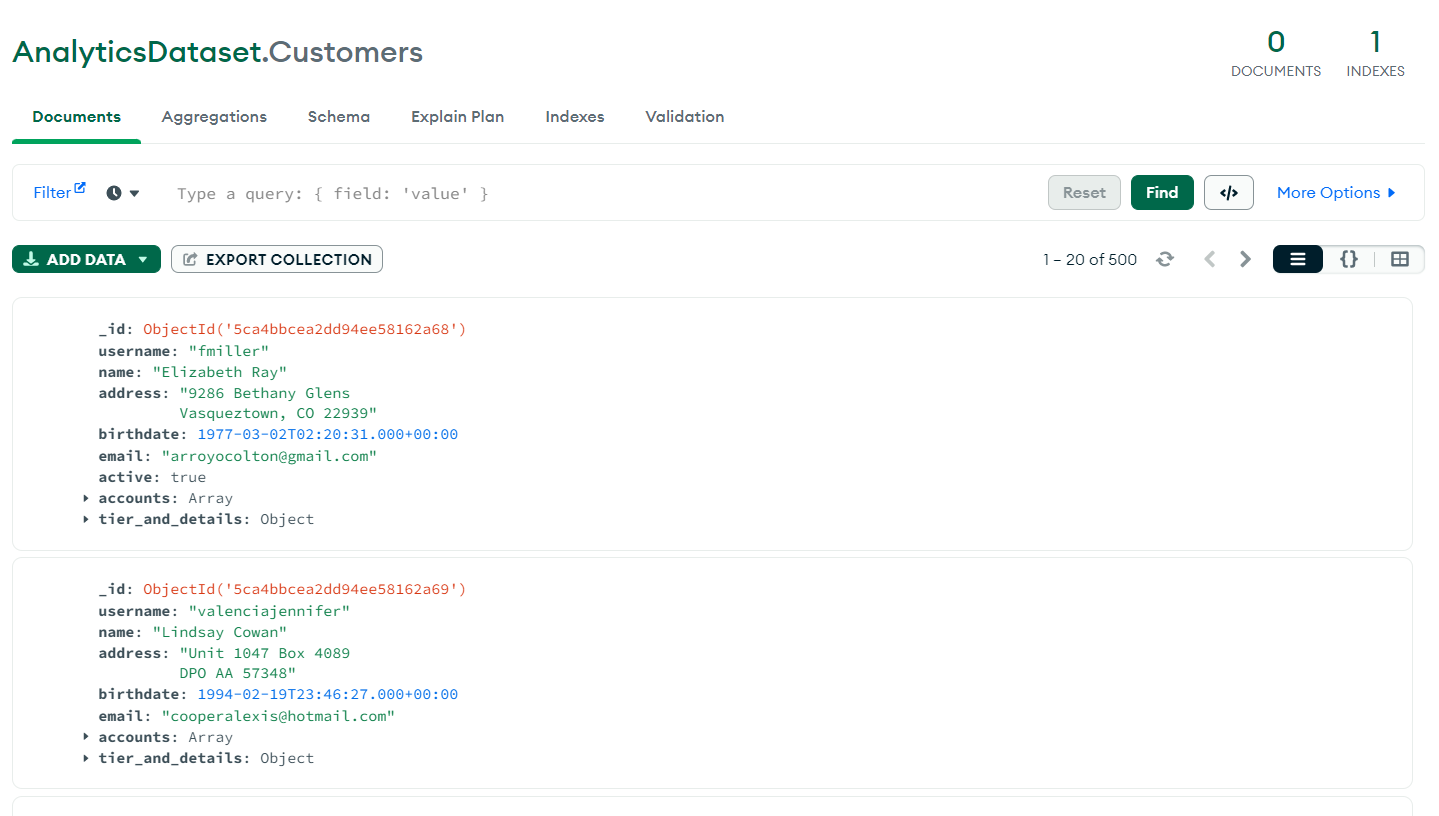 AnalyticsDataset.Customers
0
DOCUMENTS
1
INDEXES
Documents Aggregations Schema Explain Plan Indexes Validation
Filter Type a query: { field: 'value' } Reset Find </> More Options
ADD DATA EXPORT COLLECTION 1 – 20 of 500 {}
_id: ObjectId('5ca4bbcea2dd94ee58162a68')
username: "fmiller"
name: "Elizabeth Ray"
address: "9286 Bethany Glens
Vasqueztown, CO 22939"
birthdate: 1977-03-02T02:20:31.000+00:00
email: "arroyocolton@gmail.com"
active: true
accounts: Array
tier_and_details: Object
_id: ObjectId('5ca4bbcea2dd94ee58162a69')
username: "valenciajennifer"
name: "Lindsay Cowan"
address: "Unit 1047 Box 4089
DPO AA 57348"
birthdate: 1994-02-19T23:46:27.000+00:00
email: "cooperalexis@hotmail.com"
accounts: Array
tier_and_details: Object